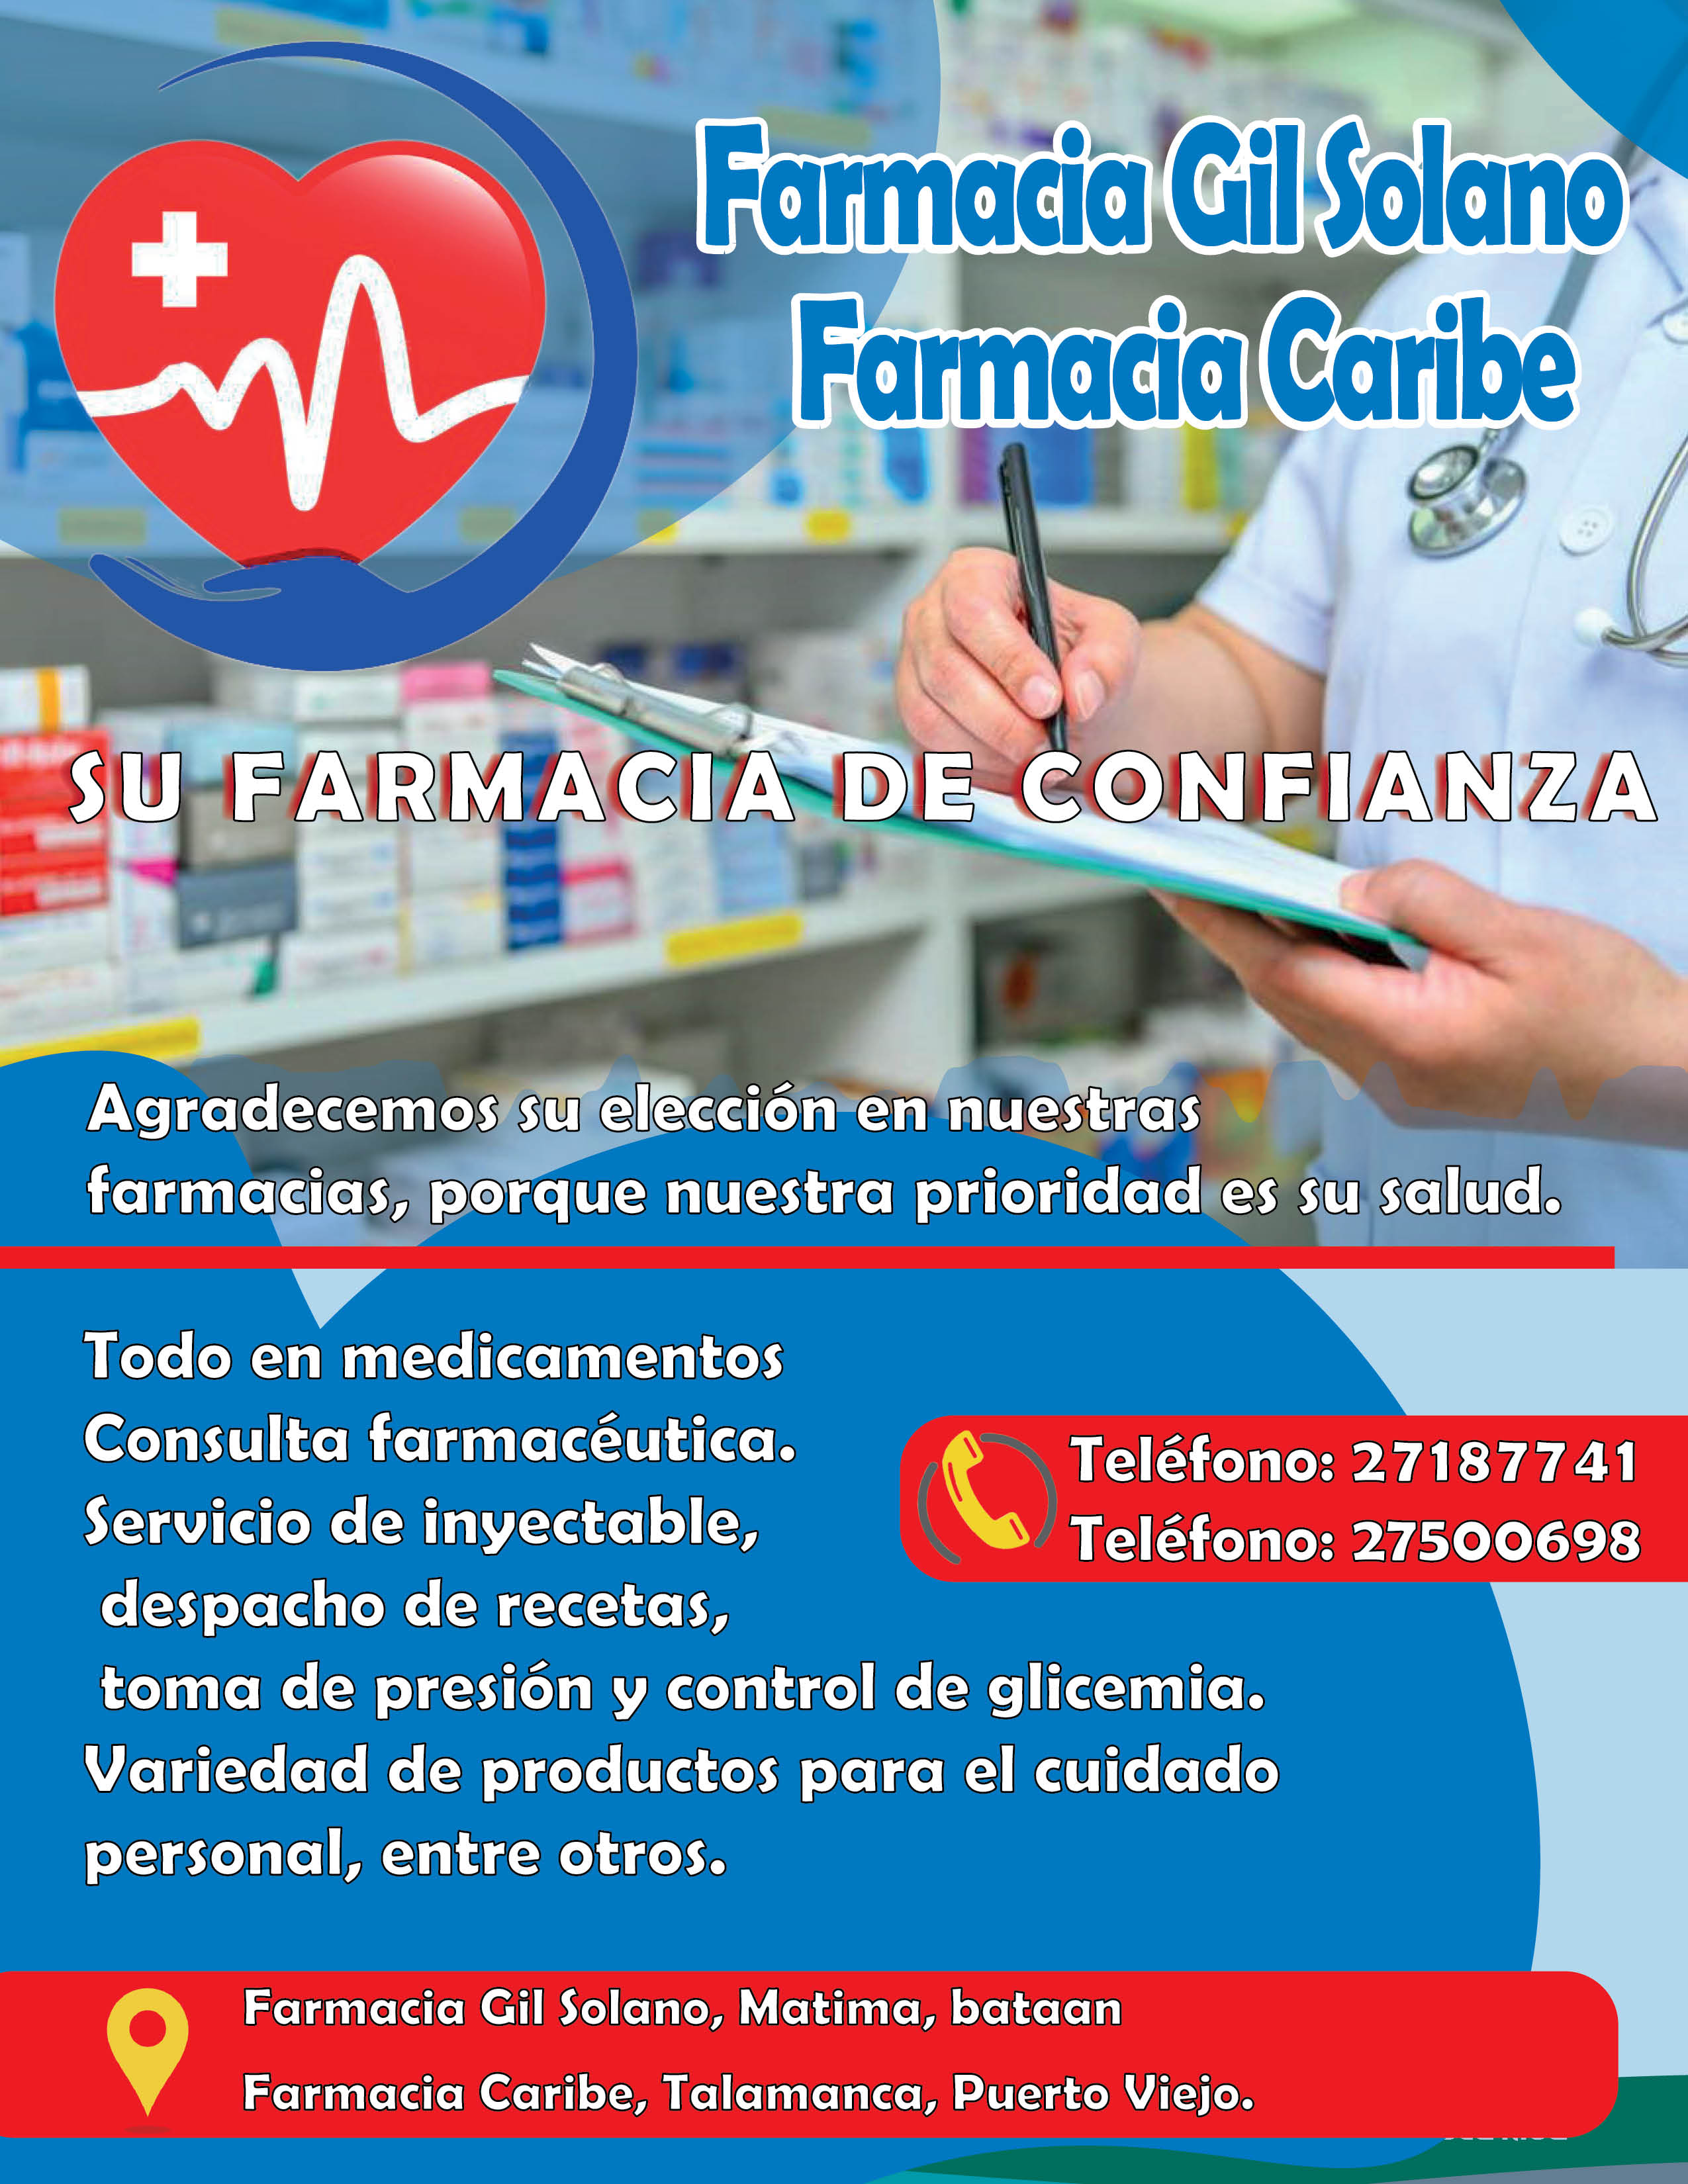 Farmacia Gil Solano
Farmacia Caribe
SU FARMACIA DE CONFIANZA
Agradecemos su elección en nuestras
farmacias, porque nuestra prioridad es su salud.
Todo en medicamentos
Consulta farmacéutica.
Servicio de inyectable,
despacho de recetas,
toma de presión y control de glicemia.
Variedad de productos para el cuidado
personal, entre otros.
Teléfono: 27187741
Teléfono: 27500698
Farmacia Gil Solano, Matima, bataan
Farmacia Caribe, Talamanca, Puerto Viejo.